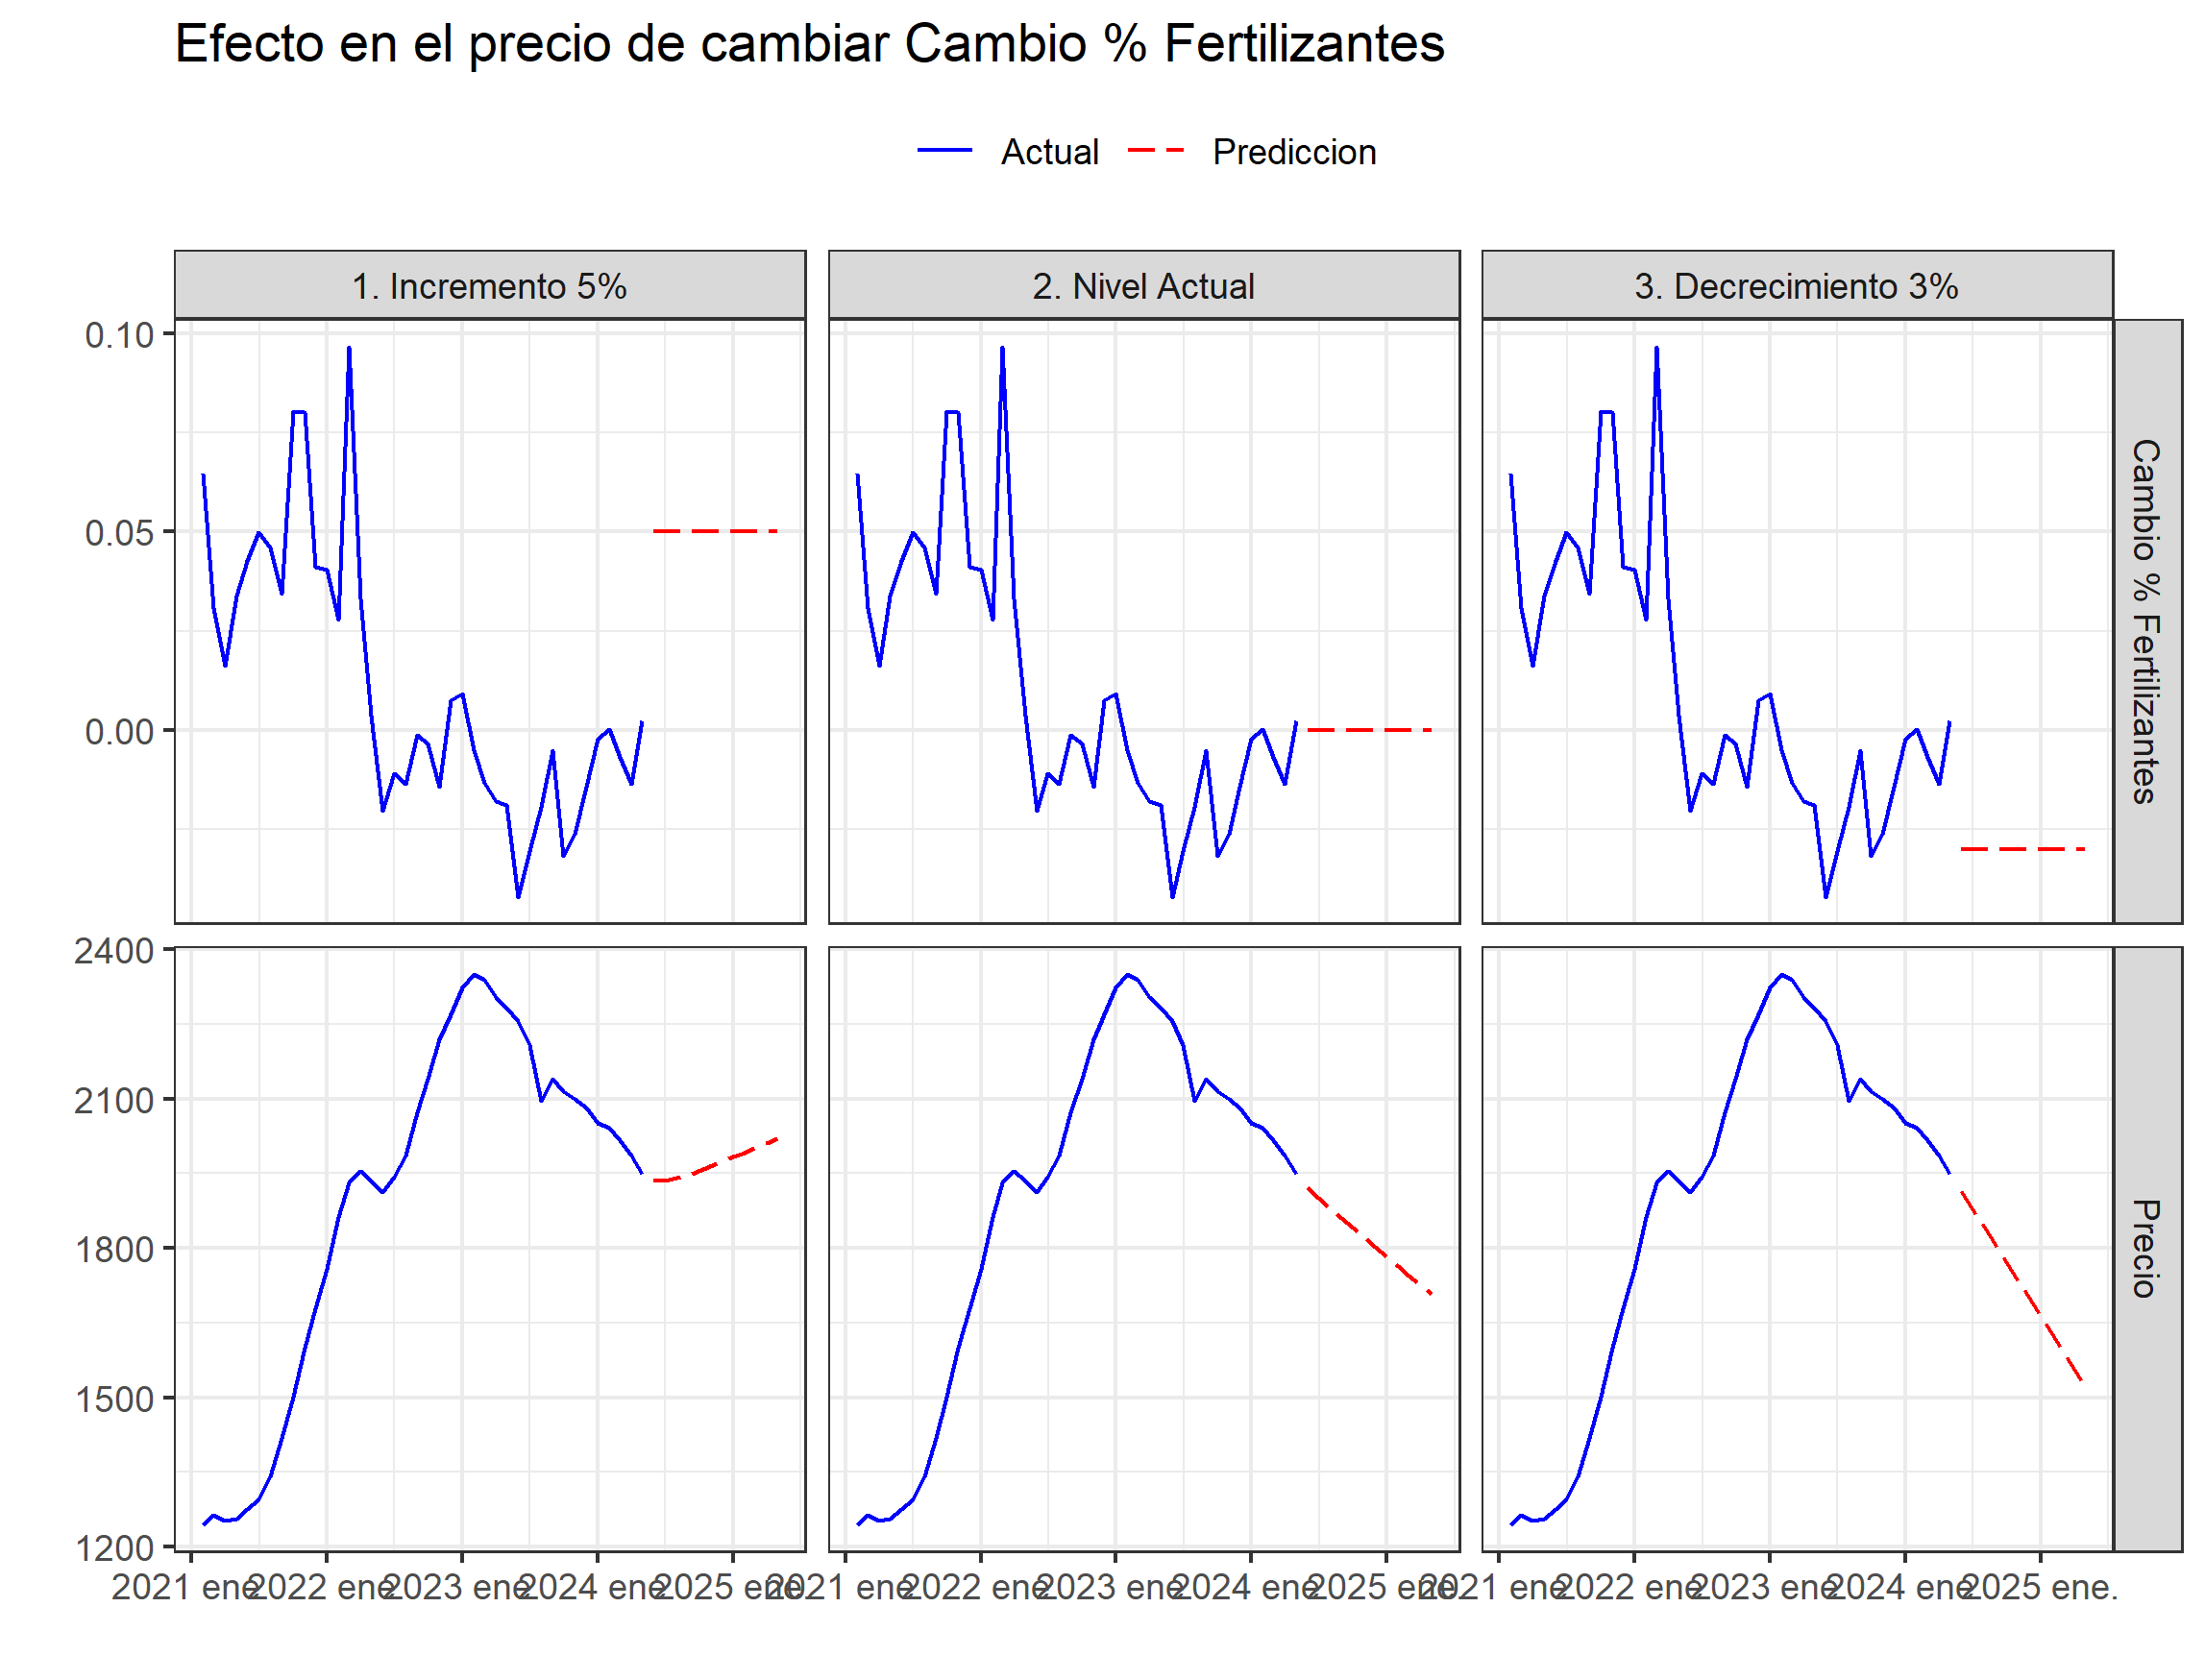 Efecto en el precio de cambiar Cambio % Fertilizantes
Actual Prediccion
1. Incremento 5% 2. Nivel Actual 3. Decrecimiento 3%
0.10
0.05
0.00
Cambio % Fertilizantes
2400
2100
1800
1500
1200
Precio
2021 ene. 2022 ene. 2023 ene. 2024 ene. 2025 ene. 2021 ene. 2022 ene. 2023 ene. 2024 ene. 2025 ene. 2021 ene. 2022 ene. 2023 ene. 2024 ene. 2025 ene.